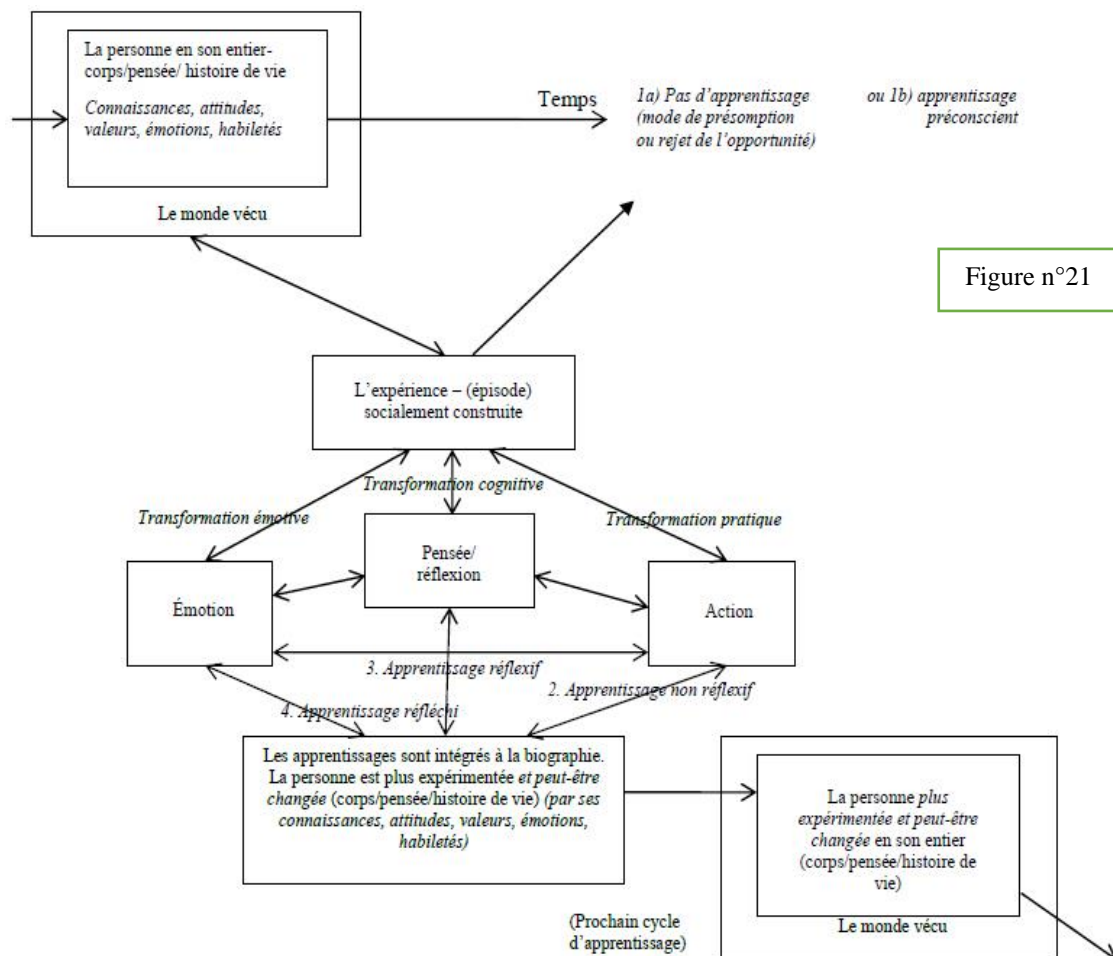 La personne en son entier-
corps/pensée/ histoire de vie
Connaissances, attitudes,
valeurs, émotions, habiletés
Le monde vécu
Temps
1a) Pas d'apprentissage
(mode de présomption
ou rejet de l'opportunité)
ou 1b) apprentissage
préconscient
Figure n°21
L'expérience – (épisode)
socialement construite
Transformation cognitive
Transformation émotive
Transformation pratique
Pensée/
réflexion
Émotion
Action
3. Apprentissage réflexif
2. Apprentissage non réflexif
4. Apprentissage réfléchi
Les apprentissages sont intégrés à la biographie.
La personne est plus expérimentée et peut-être
changée (corps/pensée/histoire de vie) (par ses
connaissances, attitudes, valeurs, émotions,
habiletés)
La personne plus
expérimentée et peut-être
changée en son entier
(corps/pensée/histoire de
vie)
Le monde vécu
(Prochain cycle
d'apprentissage)